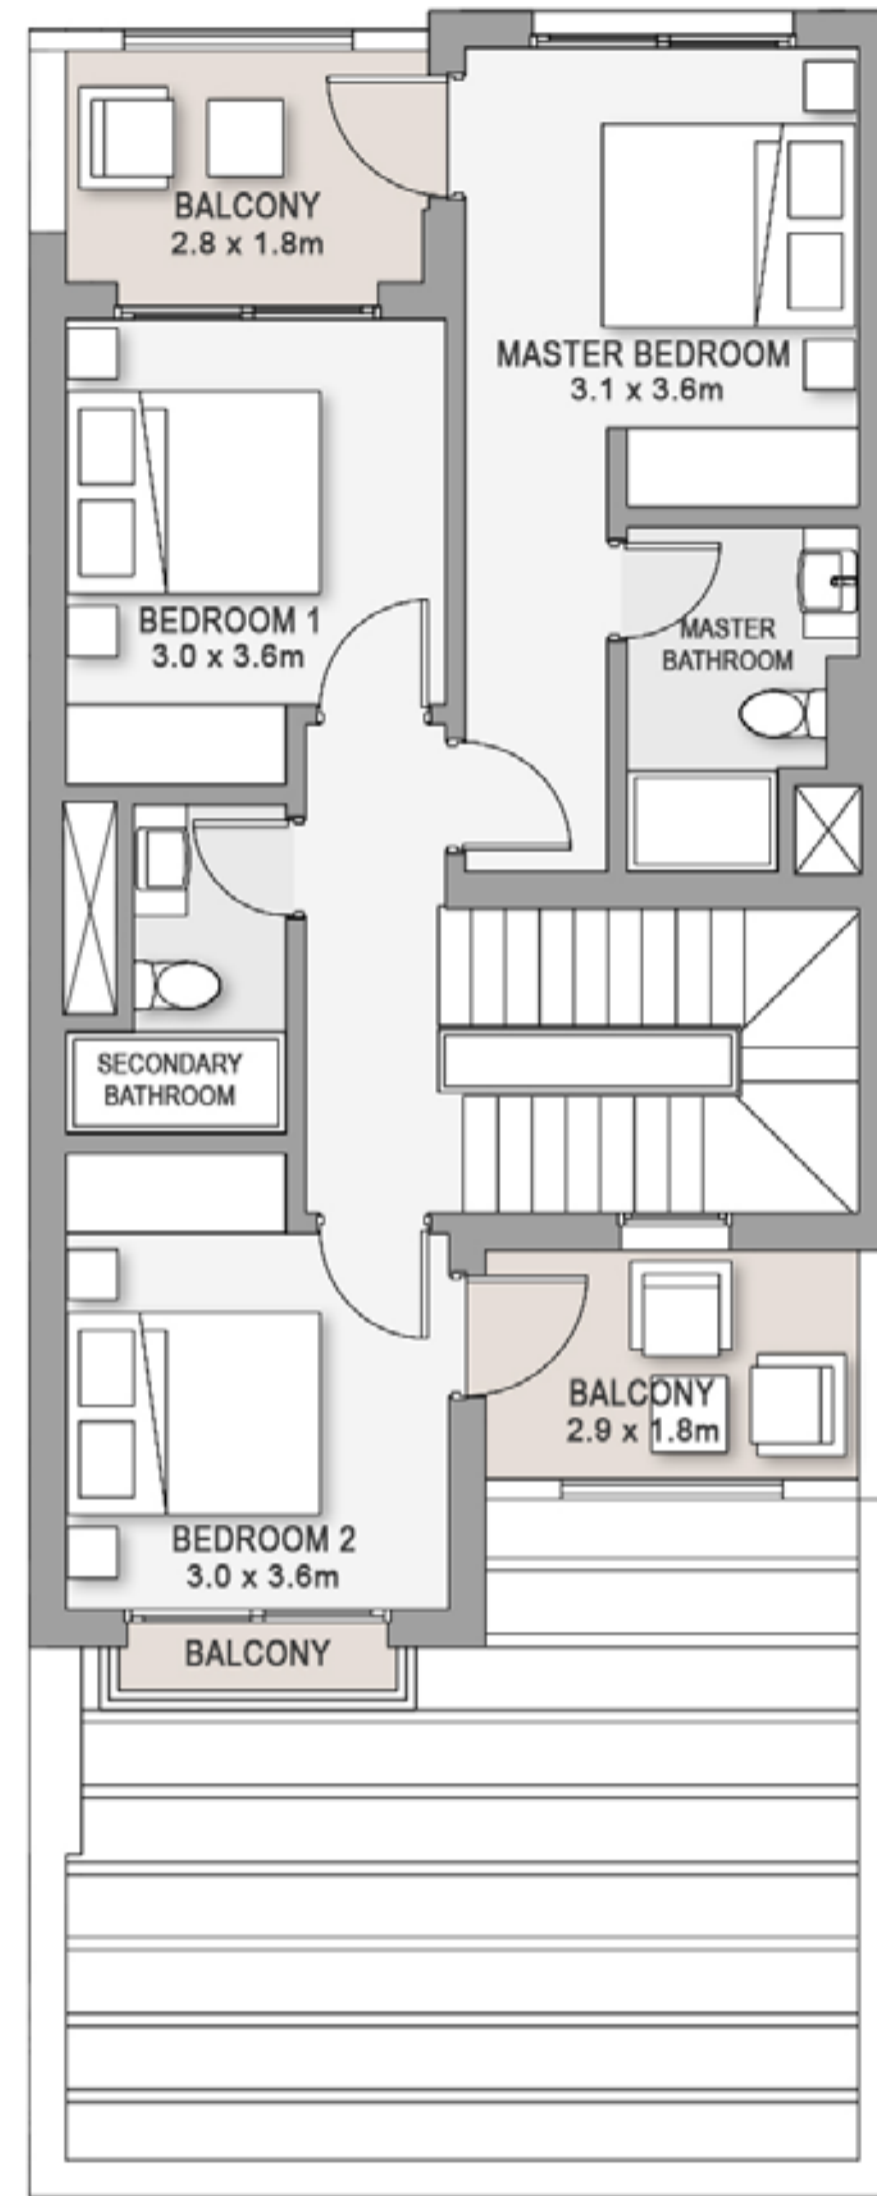 BALCONY
2.8 x 1.8m
MASTER BEDROOM
3.1 x 3.6m
BEDROOM 1
3.0 x 3.6m
MASTER
BATHROOM
SECONDARY
BATHROOM
BALCONY
2.9 x 1.8m
BEDROOM 2
3.0 x 3.6m
BALCONY